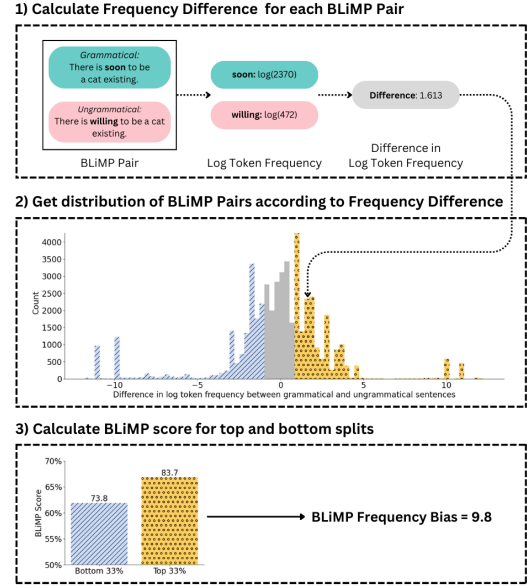 1) Calculate Frequency Difference for each BLiMP Pair
Grammatical:
There is soon to be
a cat existing.
Ungrammatical:
There is willing to be a cat
existing.
BLiMP Pair
soon: log(2370)
willing: log(472)
Log Token Frequency
Difference: 1.613
Difference in
Log Token Frequency
2) Get distribution of BLiMP Pairs according to Frequency Difference
Count
4000
3500
3000
2500
2000
1500
1000
500
0
−10
−5
0
5
10
Difference in log token frequency between grammatical and ungrammatical sentences
3) Calculate BLiMP score for top and bottom splits
BLiMP Score
70%
65%
60%
55%
50%
73.8
83.7
Bottom 33%
Top 33%
BLiMP Frequency Bias = 9.8